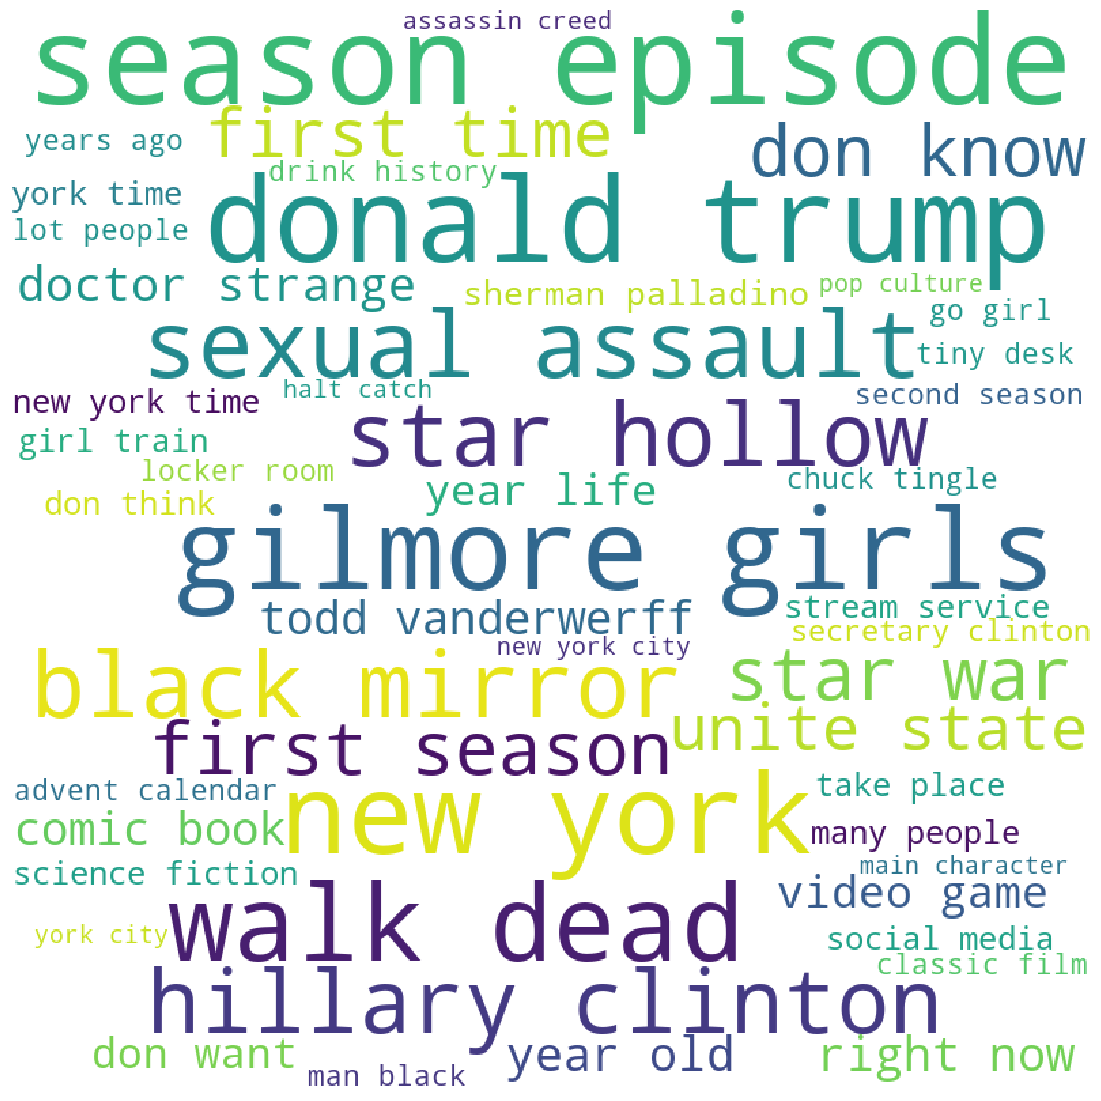 assassin creed
season episode
first time
years ago
don know
drink history
york time
donald trump
lot people
doctor strange
sherman palladino
pop culture
go girl
sexual assault
tiny desk
halt catch
second season
new york time
star hollow
girl train
locker room
year life
chuck tingle
don think
gilmore girls
todd vanderwerff
stream service
secretary clinton
new york city
black mirror
star war
unite state
first season
advent calendar
new york
take place
comic book
many people
science fiction
main character
video game
walk dead
york city
social media
classic film
hillary clinton
don want
year old
right now
man black